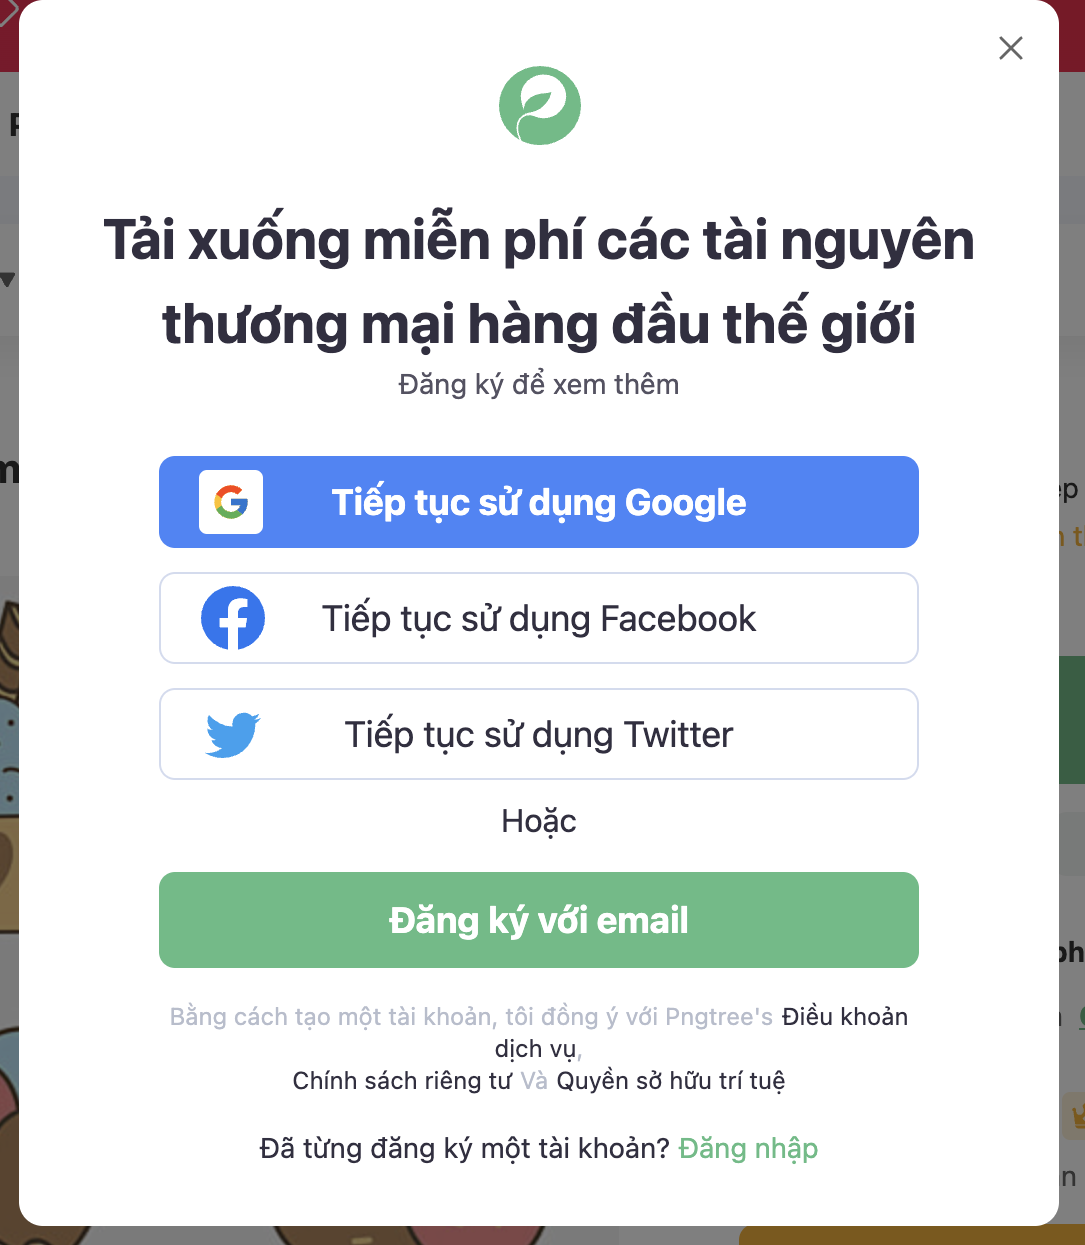 Tải xuống miễn phí các tài nguyên
thương mại hàng đầu thế giới
Đăng ký để xem thêm
Tiếp tục sử dụng Google
Tiếp tục sử dụng Facebook
Tiếp tục sử dụng Twitter
Hoặc
Đăng ký với email
Bằng cách tạo một tài khoản, tôi đồng ý với Pngtree's Điều khoản
dịch vụ,
Chính sách riêng tư Và Quyền sở hữu trí tuệ
Đã từng đăng ký một tài khoản? Đăng nhập